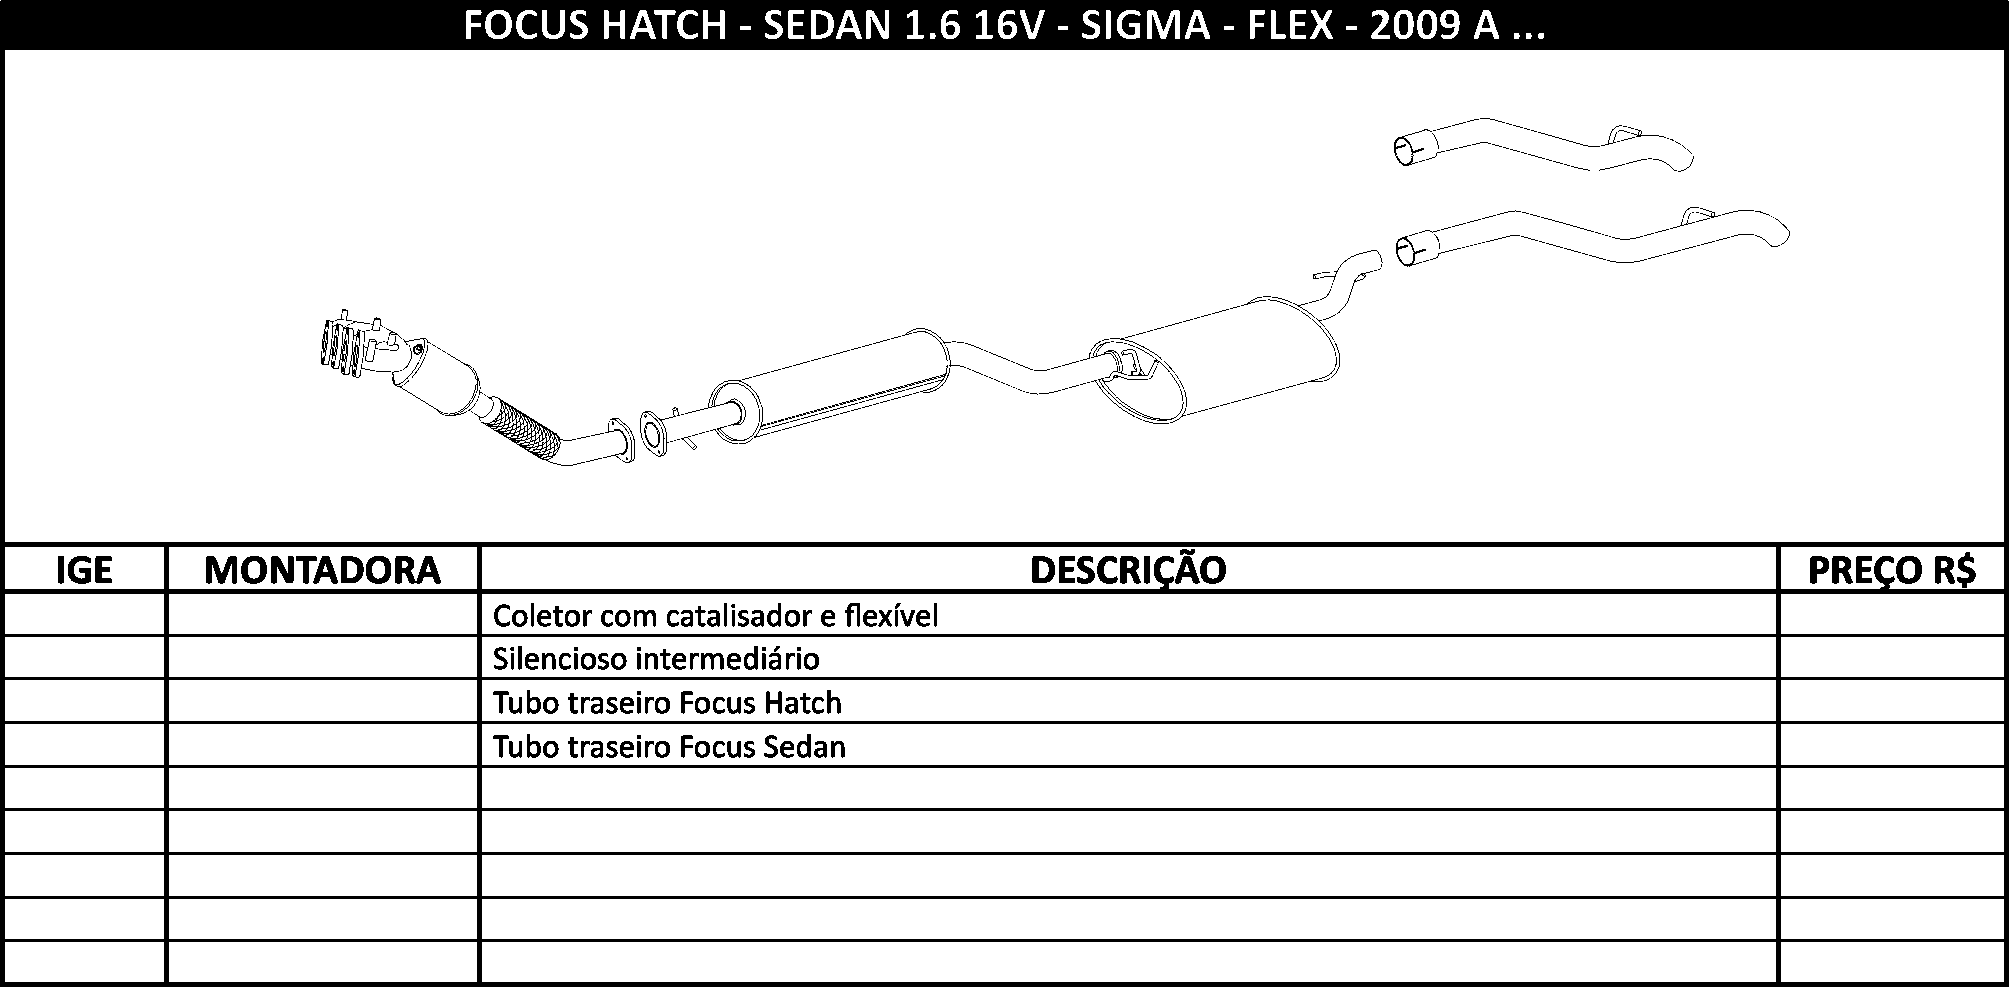 FOCUS HATCH - SEDAN 1.6 16V - SIGMA - FLEX - 2009 A ...
IGE MONTADORA DESCRIÇÃO PREÇO R$
Coletor com catalisador e flexível
Silencioso intermediário
Tubo traseiro Focus Hatch
Tubo traseiro Focus Sedan